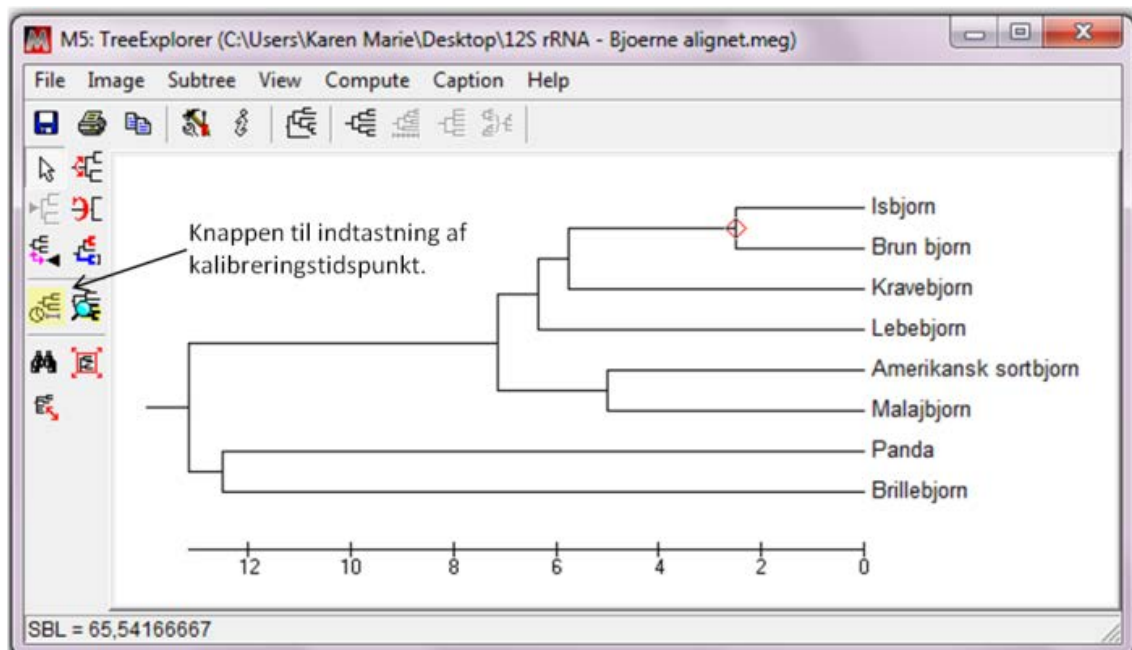 M5: TreeExplorer (C:\Users\Karen Marie\Desktop\12S rRNA - Bjoerne alignet.meg)
File Image Subtree View Compute Caption Help
Knappen til indtastning af
kalibreringstidspunkt.
Isbjorn
Brun bjorn
Kravebjorn
Lebebjorn
Amerikansk sortbjorn
Malajbjorn
Panda
Brillebjorn
12 10 8 6 4 2 0
SBL = 65,54166667